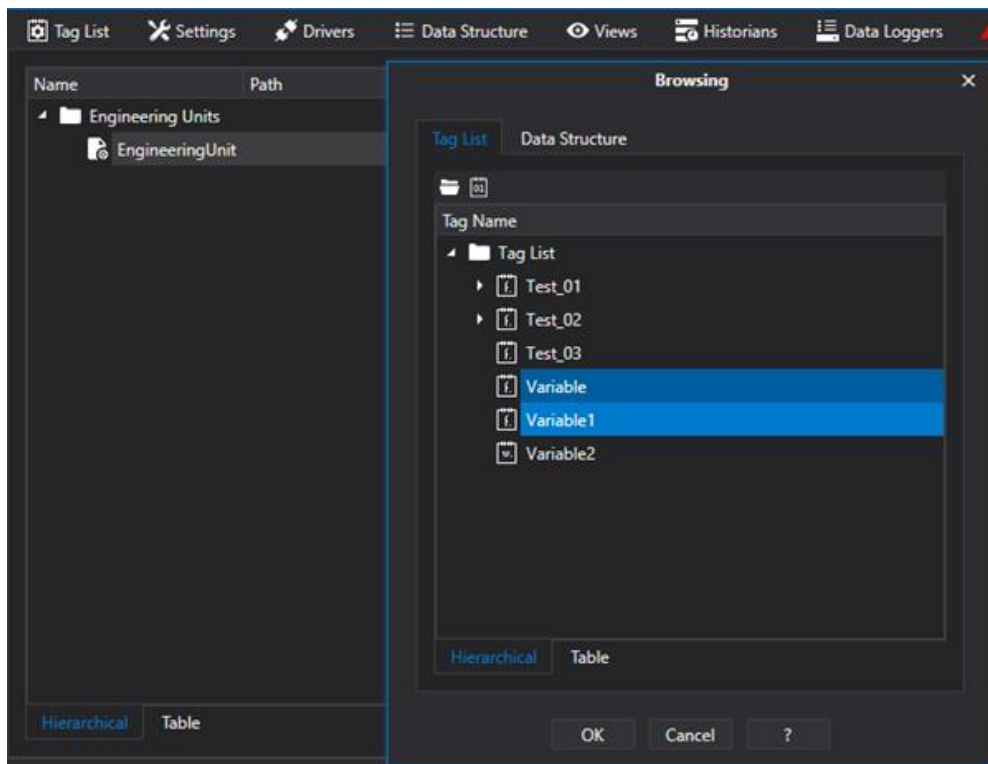 Tag List Settings Drivers Data Structure Views Historians Data Loggers
Name Path
Engineering Units
EngineeringUnit
Hierarchical Table
Browsing
Tag List Data Structure
Tag Name
Tag List
Test_01
Test_02
Test_03
Variable
Variable1
Variable2
Hierarchical Table
OK Cancel ?